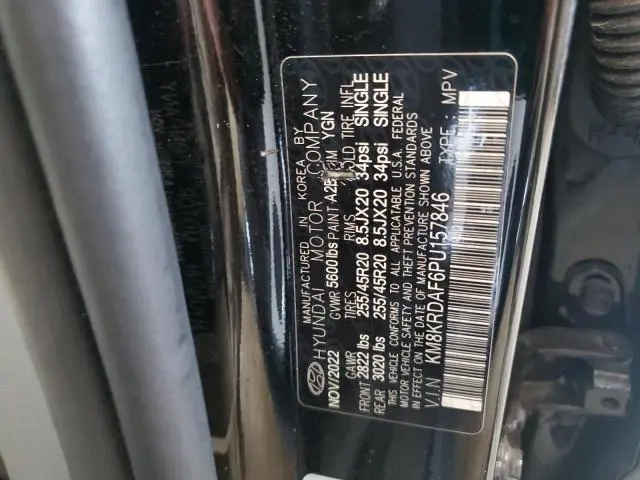 MANUFACTURED IN KOREA BY
HYUNDAI MOTOR COMPANY
NOV/2022 GVWR 5600lbs PAINT A2B TRIM YGN
GAWR TIRES RIMS COLD TIRE INFL
FRONT 2822 lbs 255/45R20 8.5JX20 34psi SINGLE
REAR 3020 lbs 255/45R20 8.5JX20 34psi SINGLE
THIS VEHICLE CONFORMS TO ALL APPLICABLE U.S.A. FEDERAL
MOTOR VEHICLE SAFETY AND THEFT PREVENTION STANDARDS
IN EFFECT ON THE DATE OF MANUFACTURE SHOWN ABOVE
V.I.N : KM8KRDAF6PU157846 TYPE : MPV